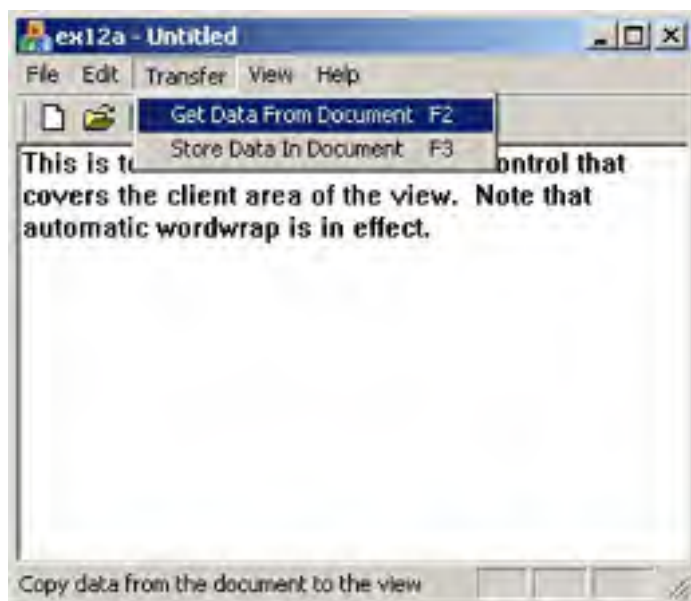 ex12a - Untitled
File Edit Transfer View Help
Get Data From Document F2
Store Data In Document F3
This is ontrol that
covers the client area of the view. Note that
automatic wordwrap is in effect.
Copy data from the document to the view